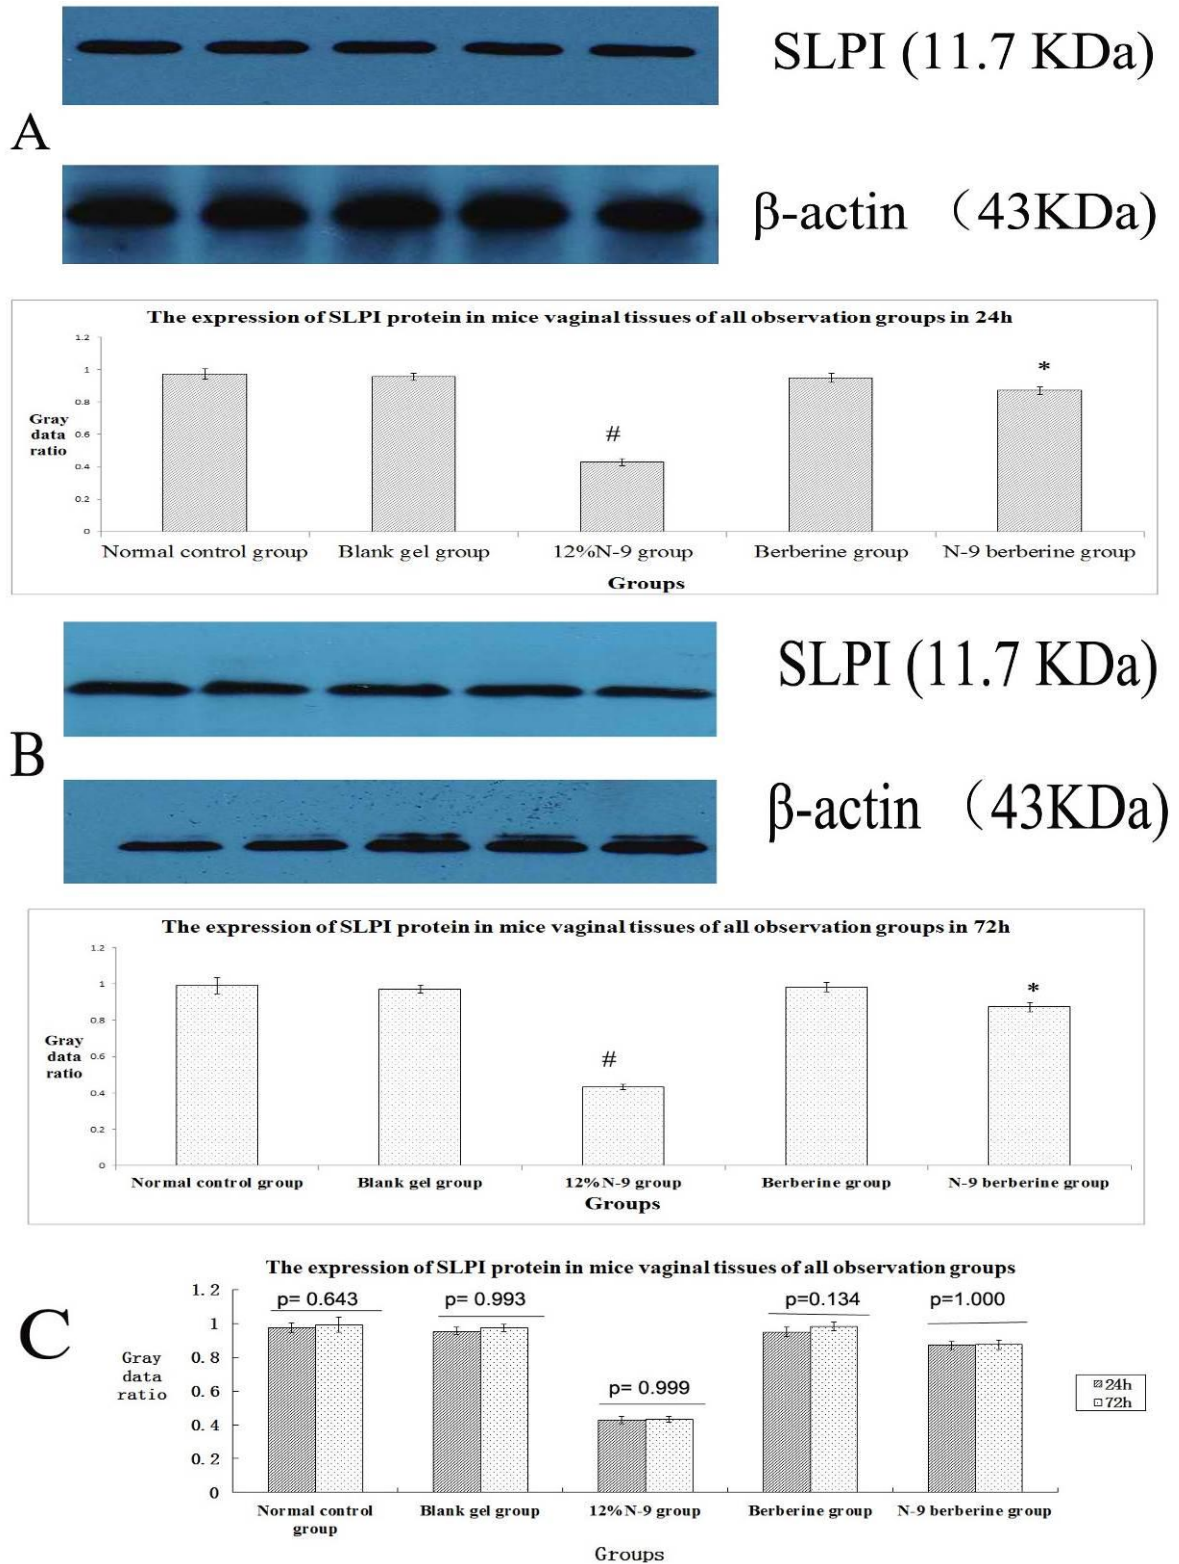 SLPI (11.7 KDa)
A
β-actin （43KDa)
The expression of SLPI protein in mice vaginal tissues of all observation groups in 24h
1.2
1
0.8
0.6
0.4
0.2
0
Gray
data
ratio
#
*
Normal control group Blank gel group 12%N-9 group Berberine group N-9 berberine group
Groups
SLPI (11.7 KDa)
B
β-actin （43KDa)
The expression of SLPI protein in mice vaginal tissues of all observation groups in 72h
1.2
1
0.8
0.6
0.4
0.2
0
Gray
data
ratio
#
*
Normal control group Blank gel group 12%N-9 group Berberine group N-9 berberine group
Groups
C
The expression of SLPI protein in mice vaginal tissues of all observation groups
1.2
1
0.8
0.6
0.4
0.2
0
Gray
data
ratio
p= 0.643 p= 0.993 p= 0.999 p=0.134 p=1.000
24h
72h
Normal control Blank gel group 12%N-9 group Berberine group N-9 berberine group
group
Groups